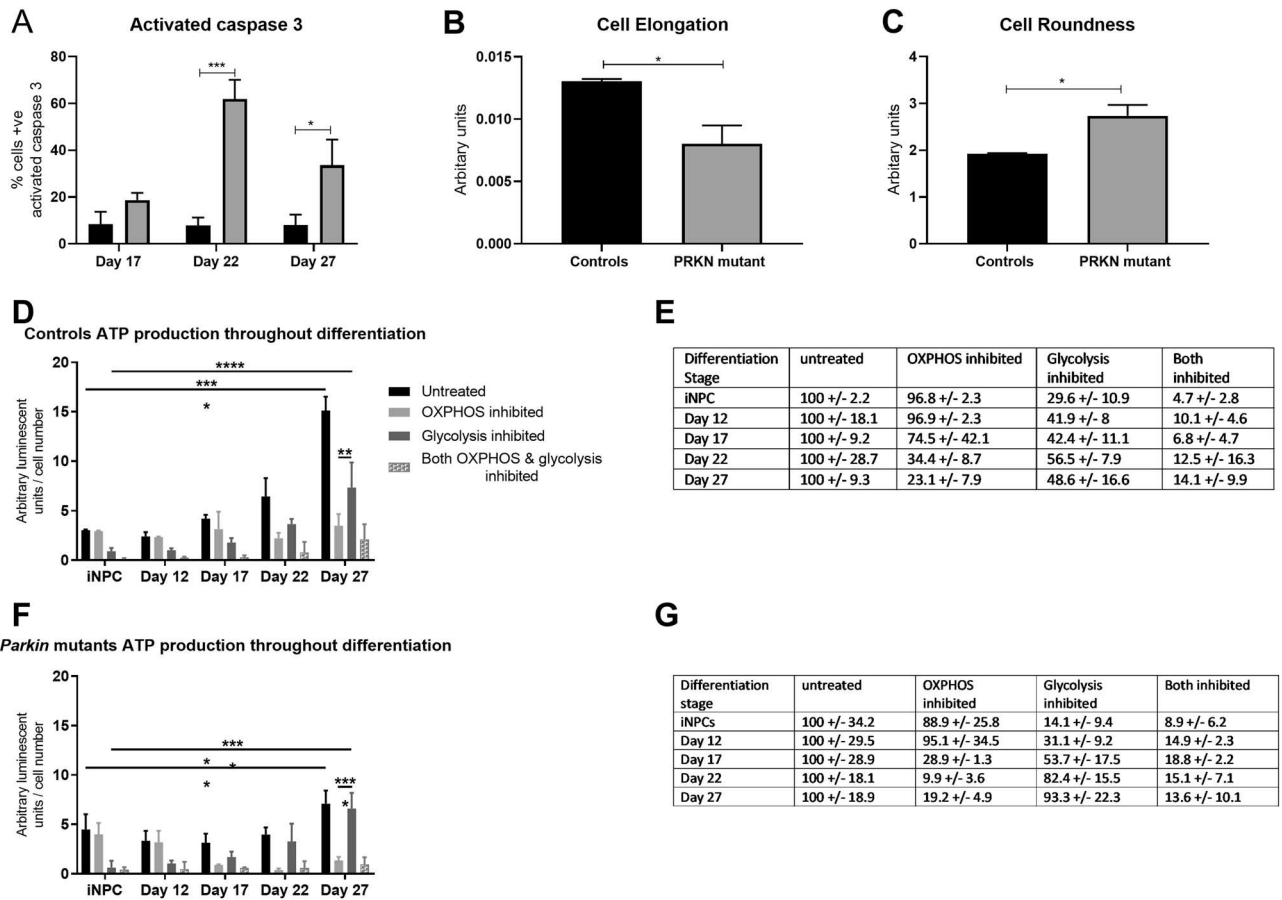 A
Activated caspase 3
% cells +ve
activated caspase 3
80
60
40
20
0
***
*
Day 17
Day 22
Day 27
B
Cell Elongation
Arbitary units
0.015
0.010
0.005
0.000
*
Controls
PRKN mutant
C
Cell Roundness
Arbitary units
4
3
2
1
0
*
Controls
PRKN mutant
D
Controls ATP production throughout differentiation
Arbitrary luminescent
units / cell number
20
15
10
5
0
****
***
*
**
iNPC
Day 12
Day 17
Day 22
Day 27
Untreated
OXPHOS inhibited
Glycolysis inhibited
Both OXPHOS & glycolysis
inhibited
E
Differentiation Stage untreated OXPHOS inhibited Glycolysis inhibited Both inhibited
iNPC 100 +/- 2.2 96.8 +/- 2.3 29.6 +/- 10.9 4.7 +/- 2.8
Day 12 100 +/- 18.1 96.9 +/- 2.3 41.9 +/- 8 10.1 +/- 4.6
Day 17 100 +/- 9.2 74.5 +/- 42.1 42.4 +/- 11.1 6.8 +/- 4.7
Day 22 100 +/- 28.7 34.4 +/- 8.7 56.5 +/- 7.9 12.5 +/- 16.3
Day 27 100 +/- 9.3 23.1 +/- 7.9 48.6 +/- 16.6 14.1 +/- 9.9
F
Parkin mutants ATP production throughout differentiation
Arbitrary luminescent
units / cell number
20
15
10
5
0
***
* *
*
***
*
iNPC
Day 12
Day 17
Day 22
Day 27
G
Differentiation stage untreated OXPHOS inhibited Glycolysis inhibited Both inhibited
iNPCs 100 +/- 34.2 88.9 +/- 25.8 14.1 +/- 9.4 8.9 +/- 6.2
Day 12 100 +/- 29.5 95.1 +/- 34.5 31.1 +/- 9.2 14.9 +/- 2.3
Day 17 100 +/- 28.9 28.9 +/- 1.3 53.7 +/- 17.5 18.8 +/- 2.2
Day 22 100 +/- 18.1 9.9 +/- 3.6 82.4 +/- 15.5 15.1 +/- 7.1
Day 27 100 +/- 18.9 19.2 +/- 4.9 93.3 +/- 22.3 13.6 +/- 10.1